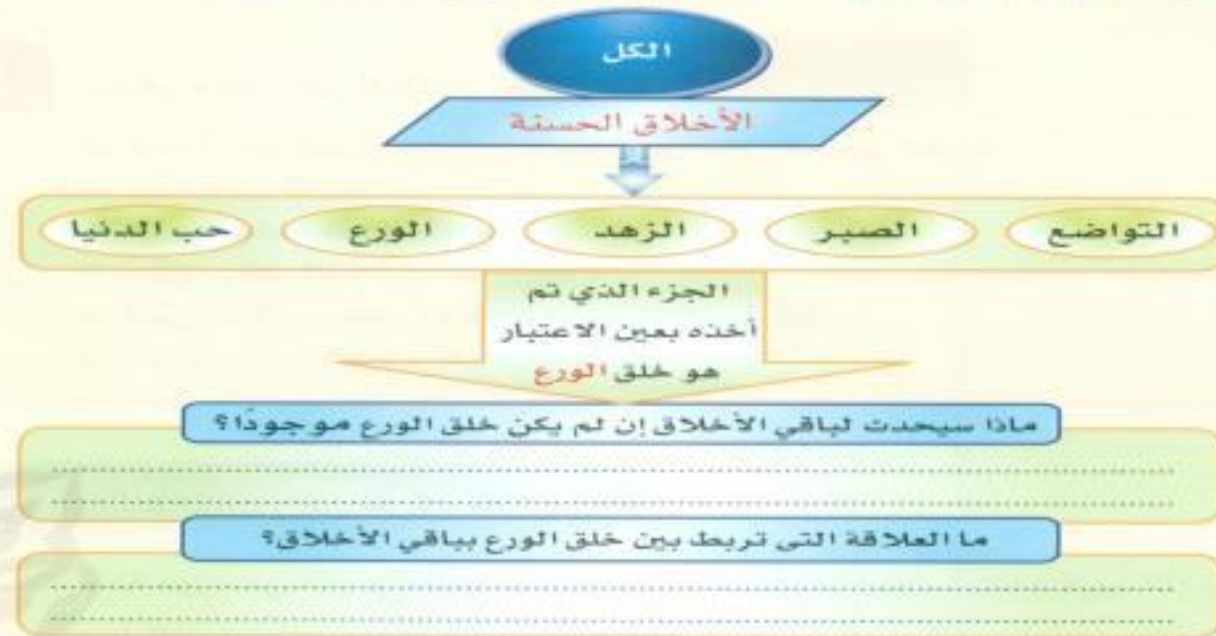 الكل
الأخلاق الحسنة
التواضع الصبر الزهد الورع حب الدنيا
الجزء الذي تم
أخذه بعين الاعتبار
هو خلق الورع
ماذا سيحدث لباقي الأخلاق إن لم يكن خلق الورع موجودًا؟
ما العلاقة التي تربط بين خلق الورع بباقي الأخلاق؟